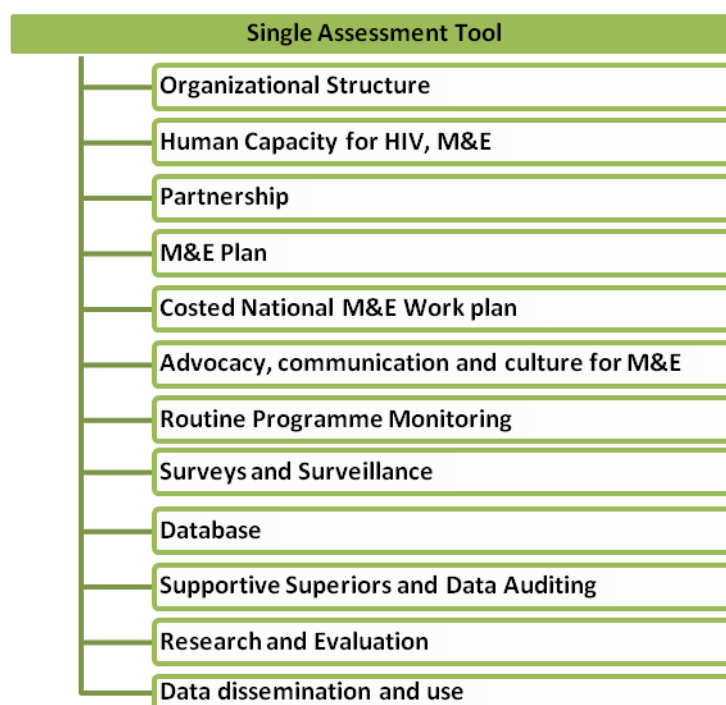 Single Assessment Tool
Organizational Structure
Human Capacity for HIV, M&E
Partnership
M&E Plan
Costed National M&E Work plan
Advocacy, communication and culture for M&E
Routine Programme Monitoring
Surveys and Surveillance
Database
Supportive Superiors and Data Auditing
Research and Evaluation
Data dissemination and use